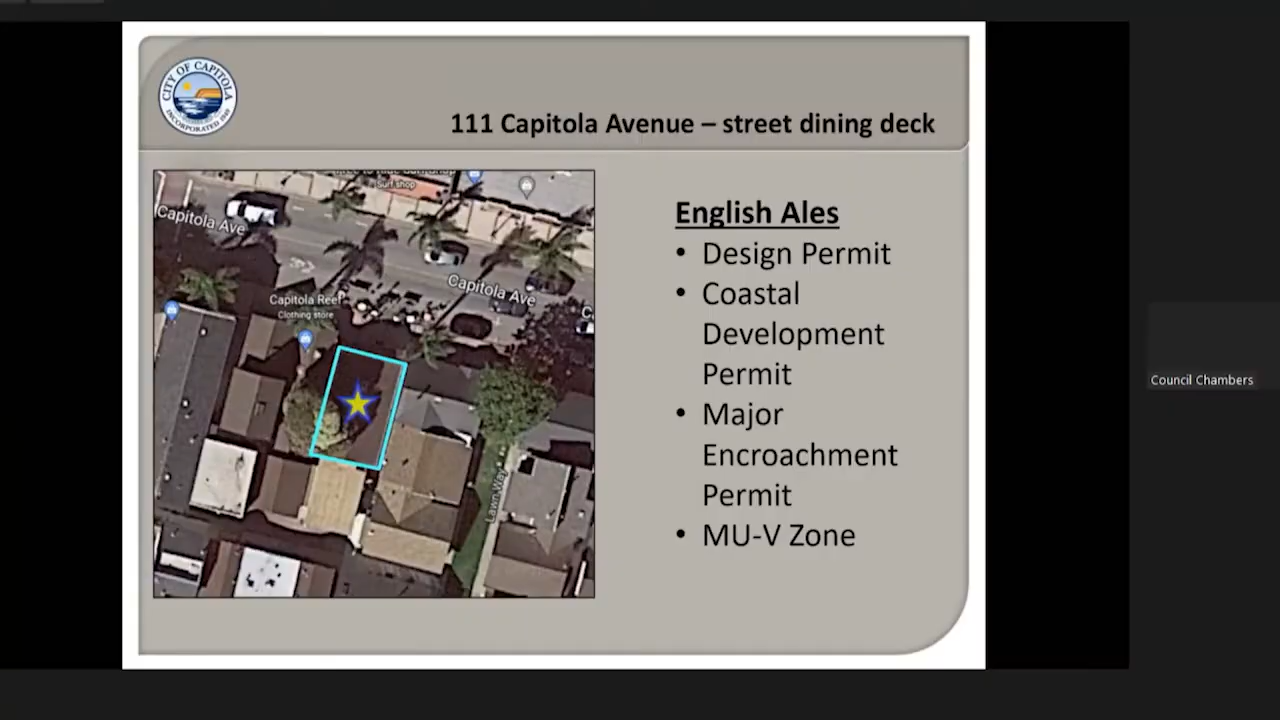 CITY OF CAPITOLA
INCORPORATED 1949
111 Capitola Avenue – street dining deck
Surf shop
Capitola Ave
Capitola Ave
Capitola Reef
Clothing store
Lawn Way
English Ales
• Design Permit
• Coastal
Development
Permit
• Major
Encroachment
Permit
• MU-V Zone
Council Chambers